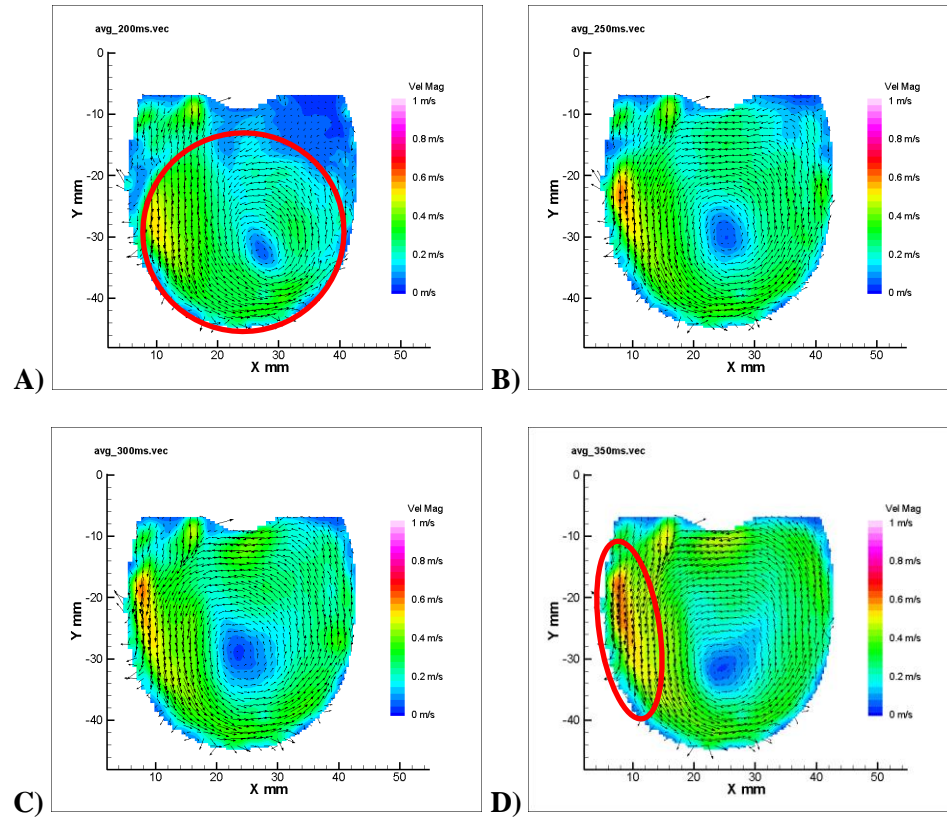 avg_200ms.vec
Vel Mag
1 m/s
0.8 m/s
0.6 m/s
0.4 m/s
0.2 m/s
0 m/s
0
-10
-20
-30
-40
Y mm
10 20 30 40 50
X mm
A)
avg_250ms.vec
Vel Mag
1 m/s
0.8 m/s
0.6 m/s
0.4 m/s
0.2 m/s
0 m/s
0
-10
-20
-30
-40
Y mm
10 20 30 40 50
X mm
B)
avg_300ms.vec
Vel Mag
1 m/s
0.8 m/s
0.6 m/s
0.4 m/s
0.2 m/s
0 m/s
0
-10
-20
-30
-40
Y mm
10 20 30 40 50
X mm
C)
avg_350ms.vec
Vel Mag
1 m/s
0.8 m/s
0.6 m/s
0.4 m/s
0.2 m/s
0 m/s
0
-10
-20
-30
-40
Y mm
10 20 30 40 50
X mm
D)